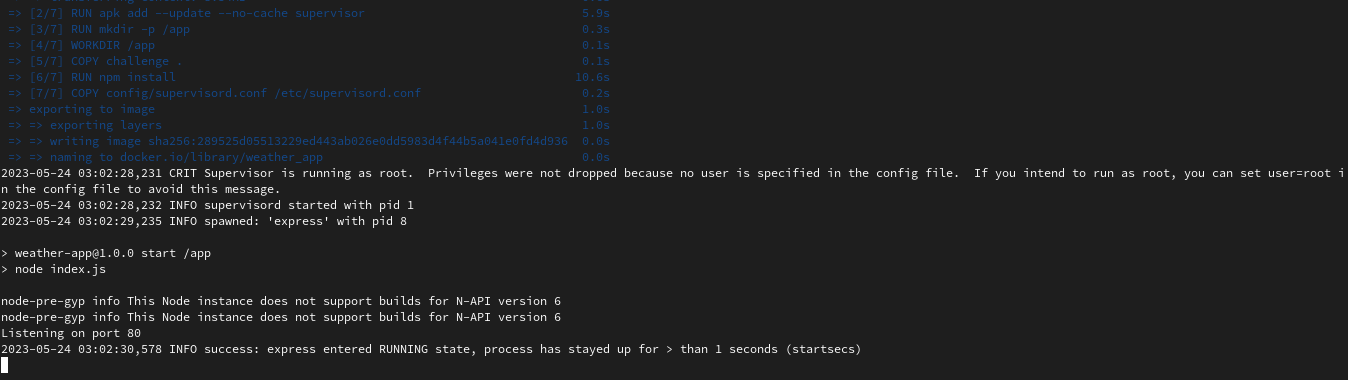 => [2/7] RUN apk add --update --no-cache supervisor 5.9s
=> [3/7] RUN mkdir -p /app 0.3s
=> [4/7] WORKDIR /app 0.1s
=> [5/7] COPY challenge . 0.1s
=> [6/7] RUN npm install 10.6s
=> [7/7] COPY config/supervisord.conf /etc/supervisord.conf 0.2s
=> exporting to image 1.0s
=> => exporting layers 1.0s
=> => writing image sha256:289525d05513229ed443ab026e0dd5983d4f44b5a041e0fd4d936 0.0s
=> => naming to docker.io/library/weather_app 0.0s
2023-05-24 03:02:28,231 CRIT Supervisor is running as root.  Privileges were not dropped because no user is specified in the config file.  If you intend to run as root, you can set user=root i
n the config file to avoid this message.
2023-05-24 03:02:28,232 INFO supervisord started with pid 1
2023-05-24 03:02:29,235 INFO spawned: 'express' with pid 8
> weather-app@1.0.0 start /app
> node index.js
node-pre-gyp info This Node instance does not support builds for N-API version 6
node-pre-gyp info This Node instance does not support builds for N-API version 6
Listening on port 80
2023-05-24 03:02:30,578 INFO success: express entered RUNNING state, process has stayed up for > than 1 seconds (startsecs)